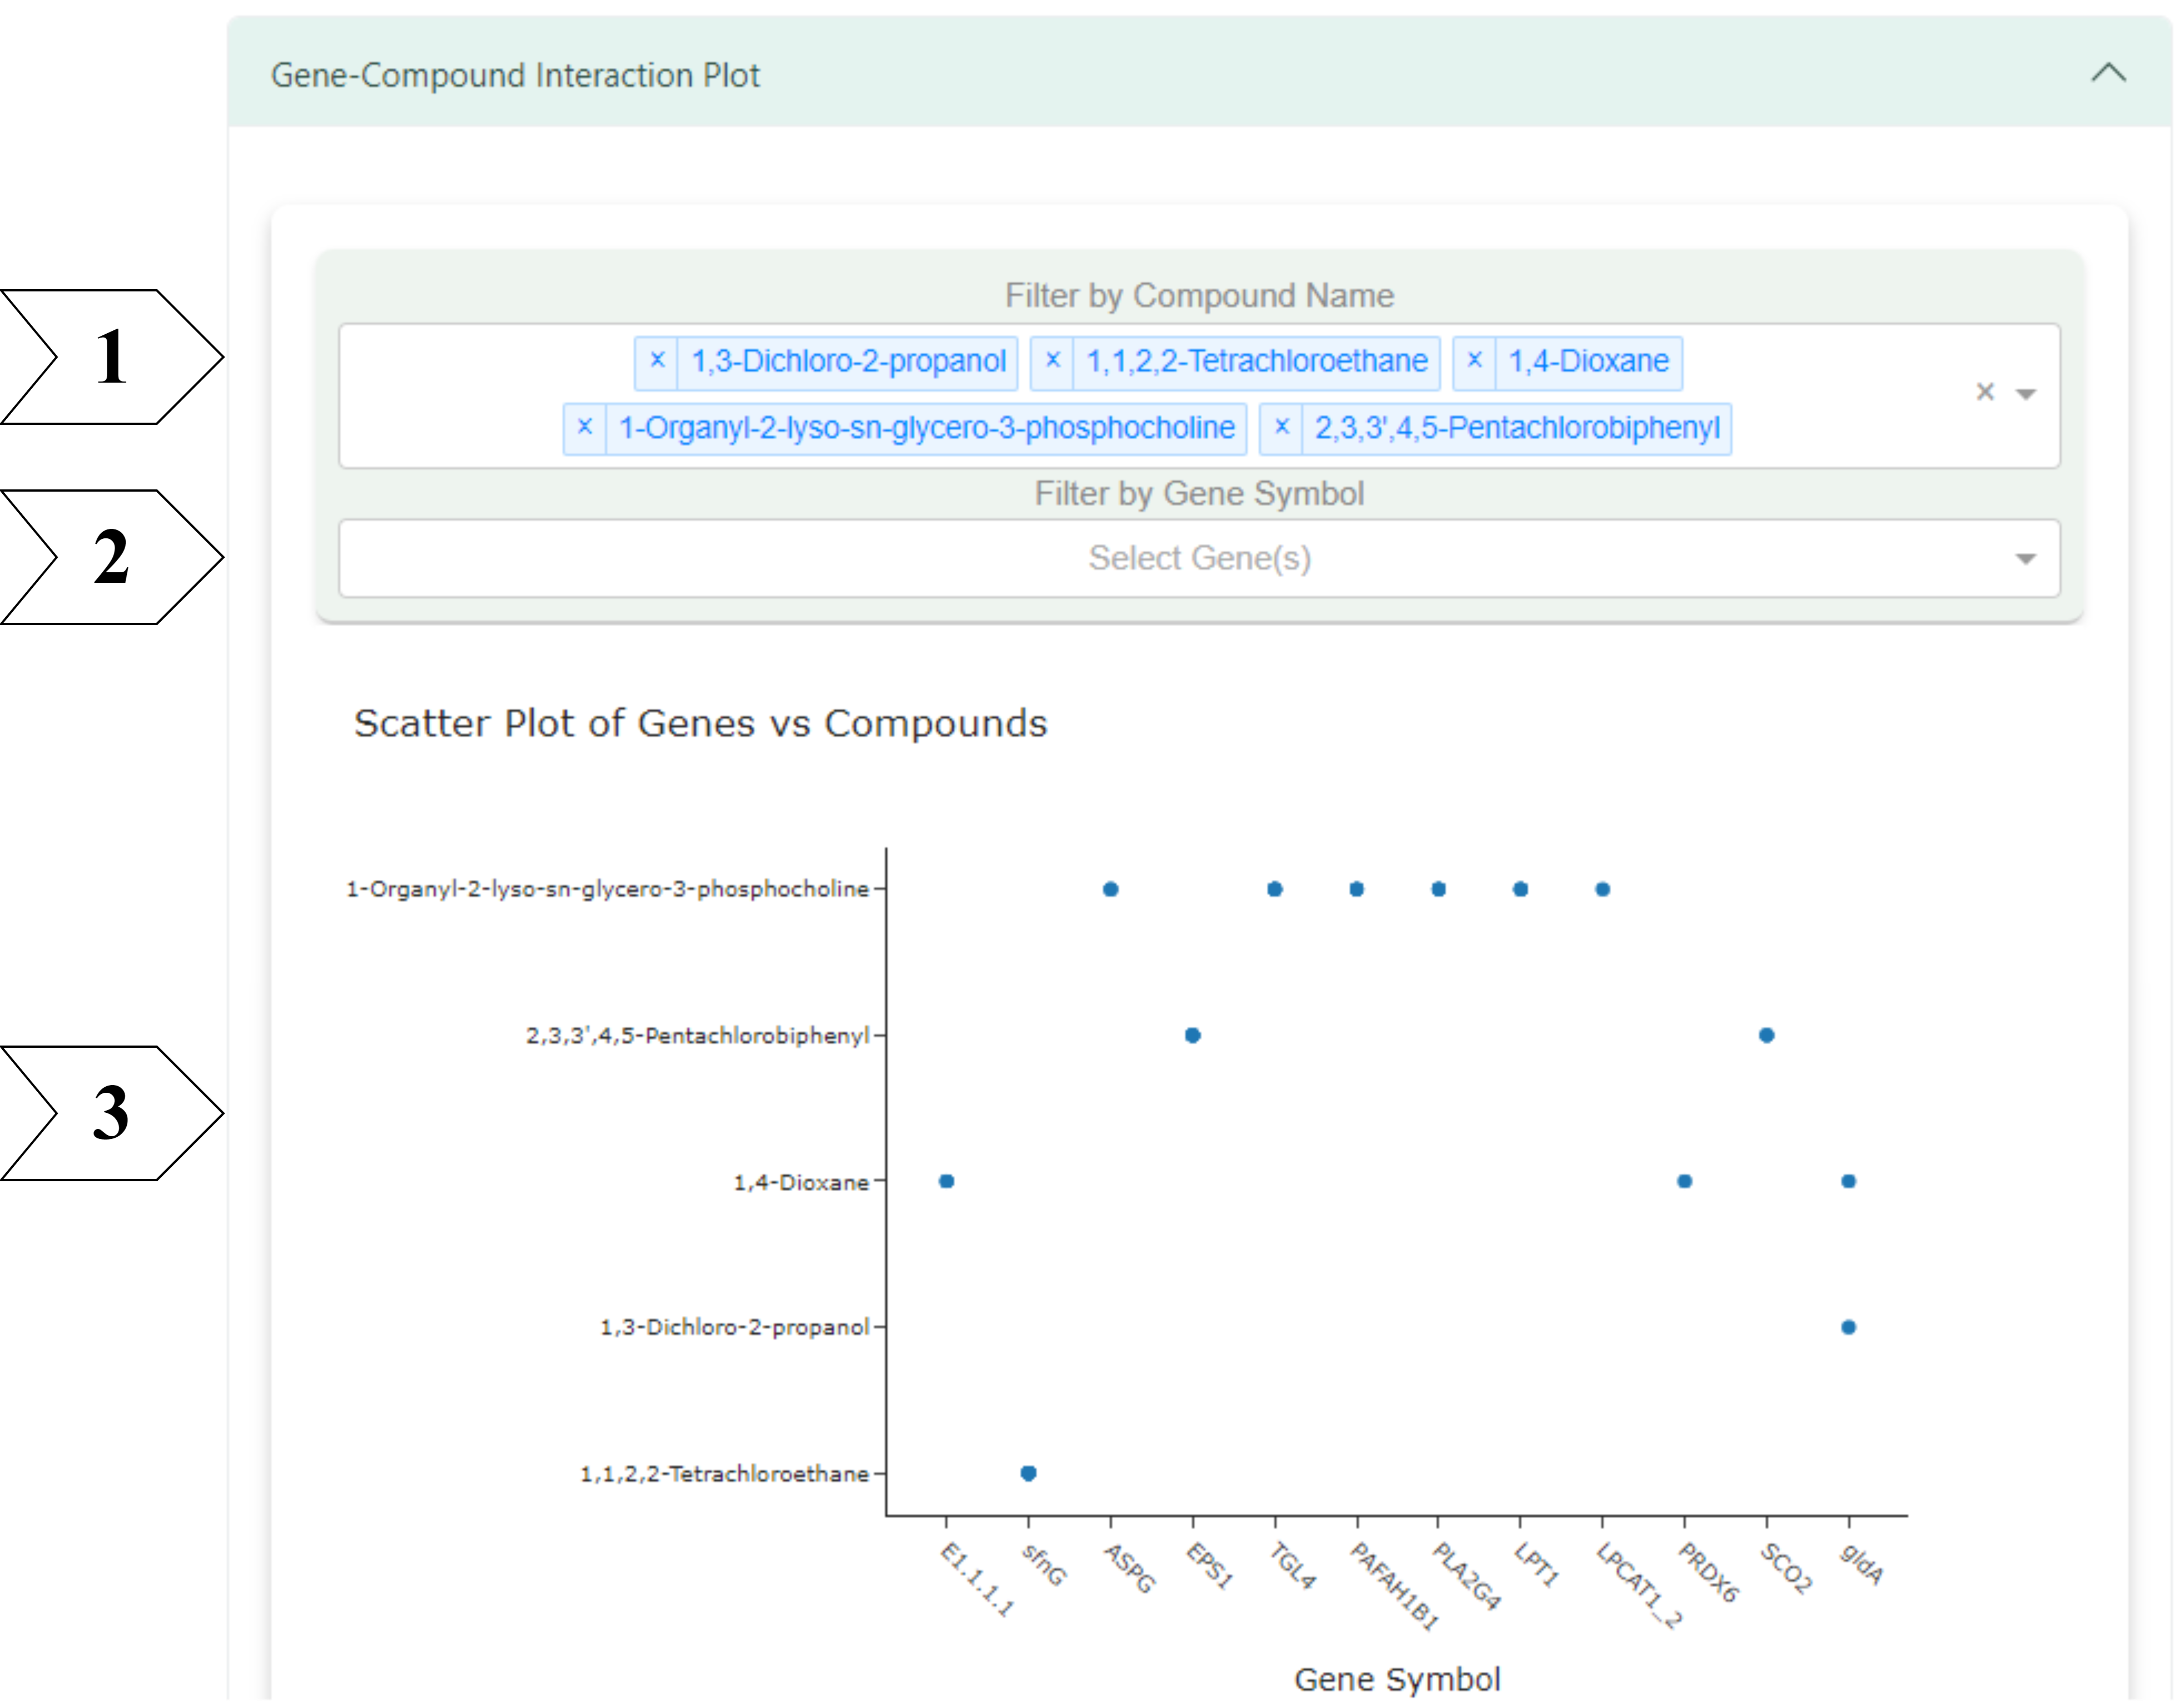 Gene-Compound Interaction Plot
1
Filter by Compound Name
× 1,3-Dichloro-2-propanol × 1,1,2,2-Tetrachloroethane × 1,4-Dioxane
× 1-Organyl-2-lyso-sn-glycero-3-phosphocholine × 2,3,3',4,5-Pentachlorobiphenyl
×
2
Filter by Gene Symbol
Select Gene(s)
Scatter Plot of Genes vs Compounds
1-Organyl-2-lyso-sn-glycero-3-phosphocholine
2,3,3',4,5-Pentachlorobiphenyl
3
1,4-Dioxane
1,3-Dichloro-2-propanol
1,1,2,2-Tetrachloroethane
E1.1.1.1
sfnG
ASPG
EPS1
TGL4
PAFAH1B1
PLA2G4
LPT1
LPCAT1_2
PRDX6
SCO2
gldA
Gene Symbol